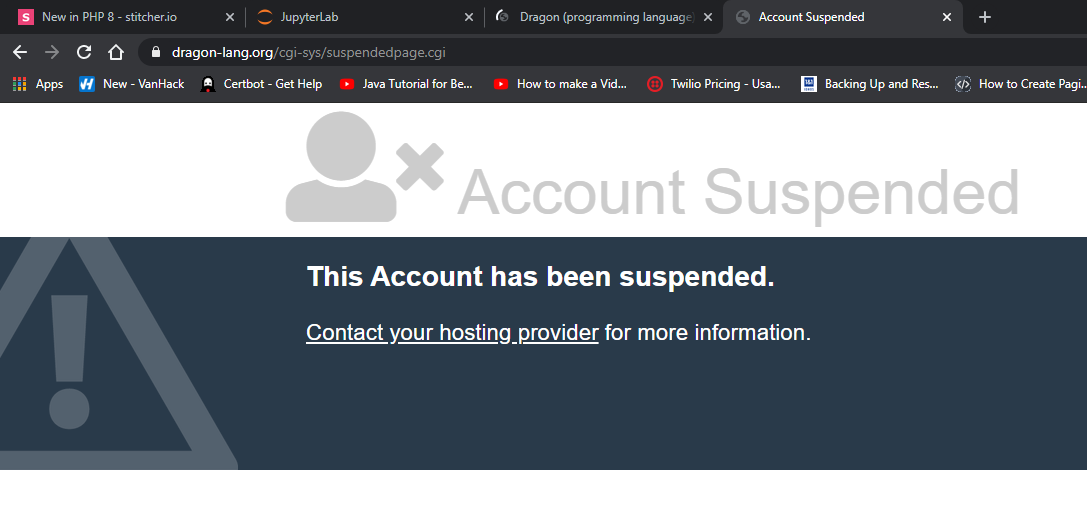 New in PHP 8 - stitcher.io
JupyterLab
Dragon (programming language)
Account Suspended
dragon-lang.org/cgi-sys/suspendedpage.cgi
Apps
New - VanHack
Certbot - Get Help
Java Tutorial for Be...
How to make a Vid...
Twilio Pricing - Usa...
Backing Up and Res...
How to Create Pagi...
Account Suspended
This Account has been suspended.
Contact your hosting provider for more information.